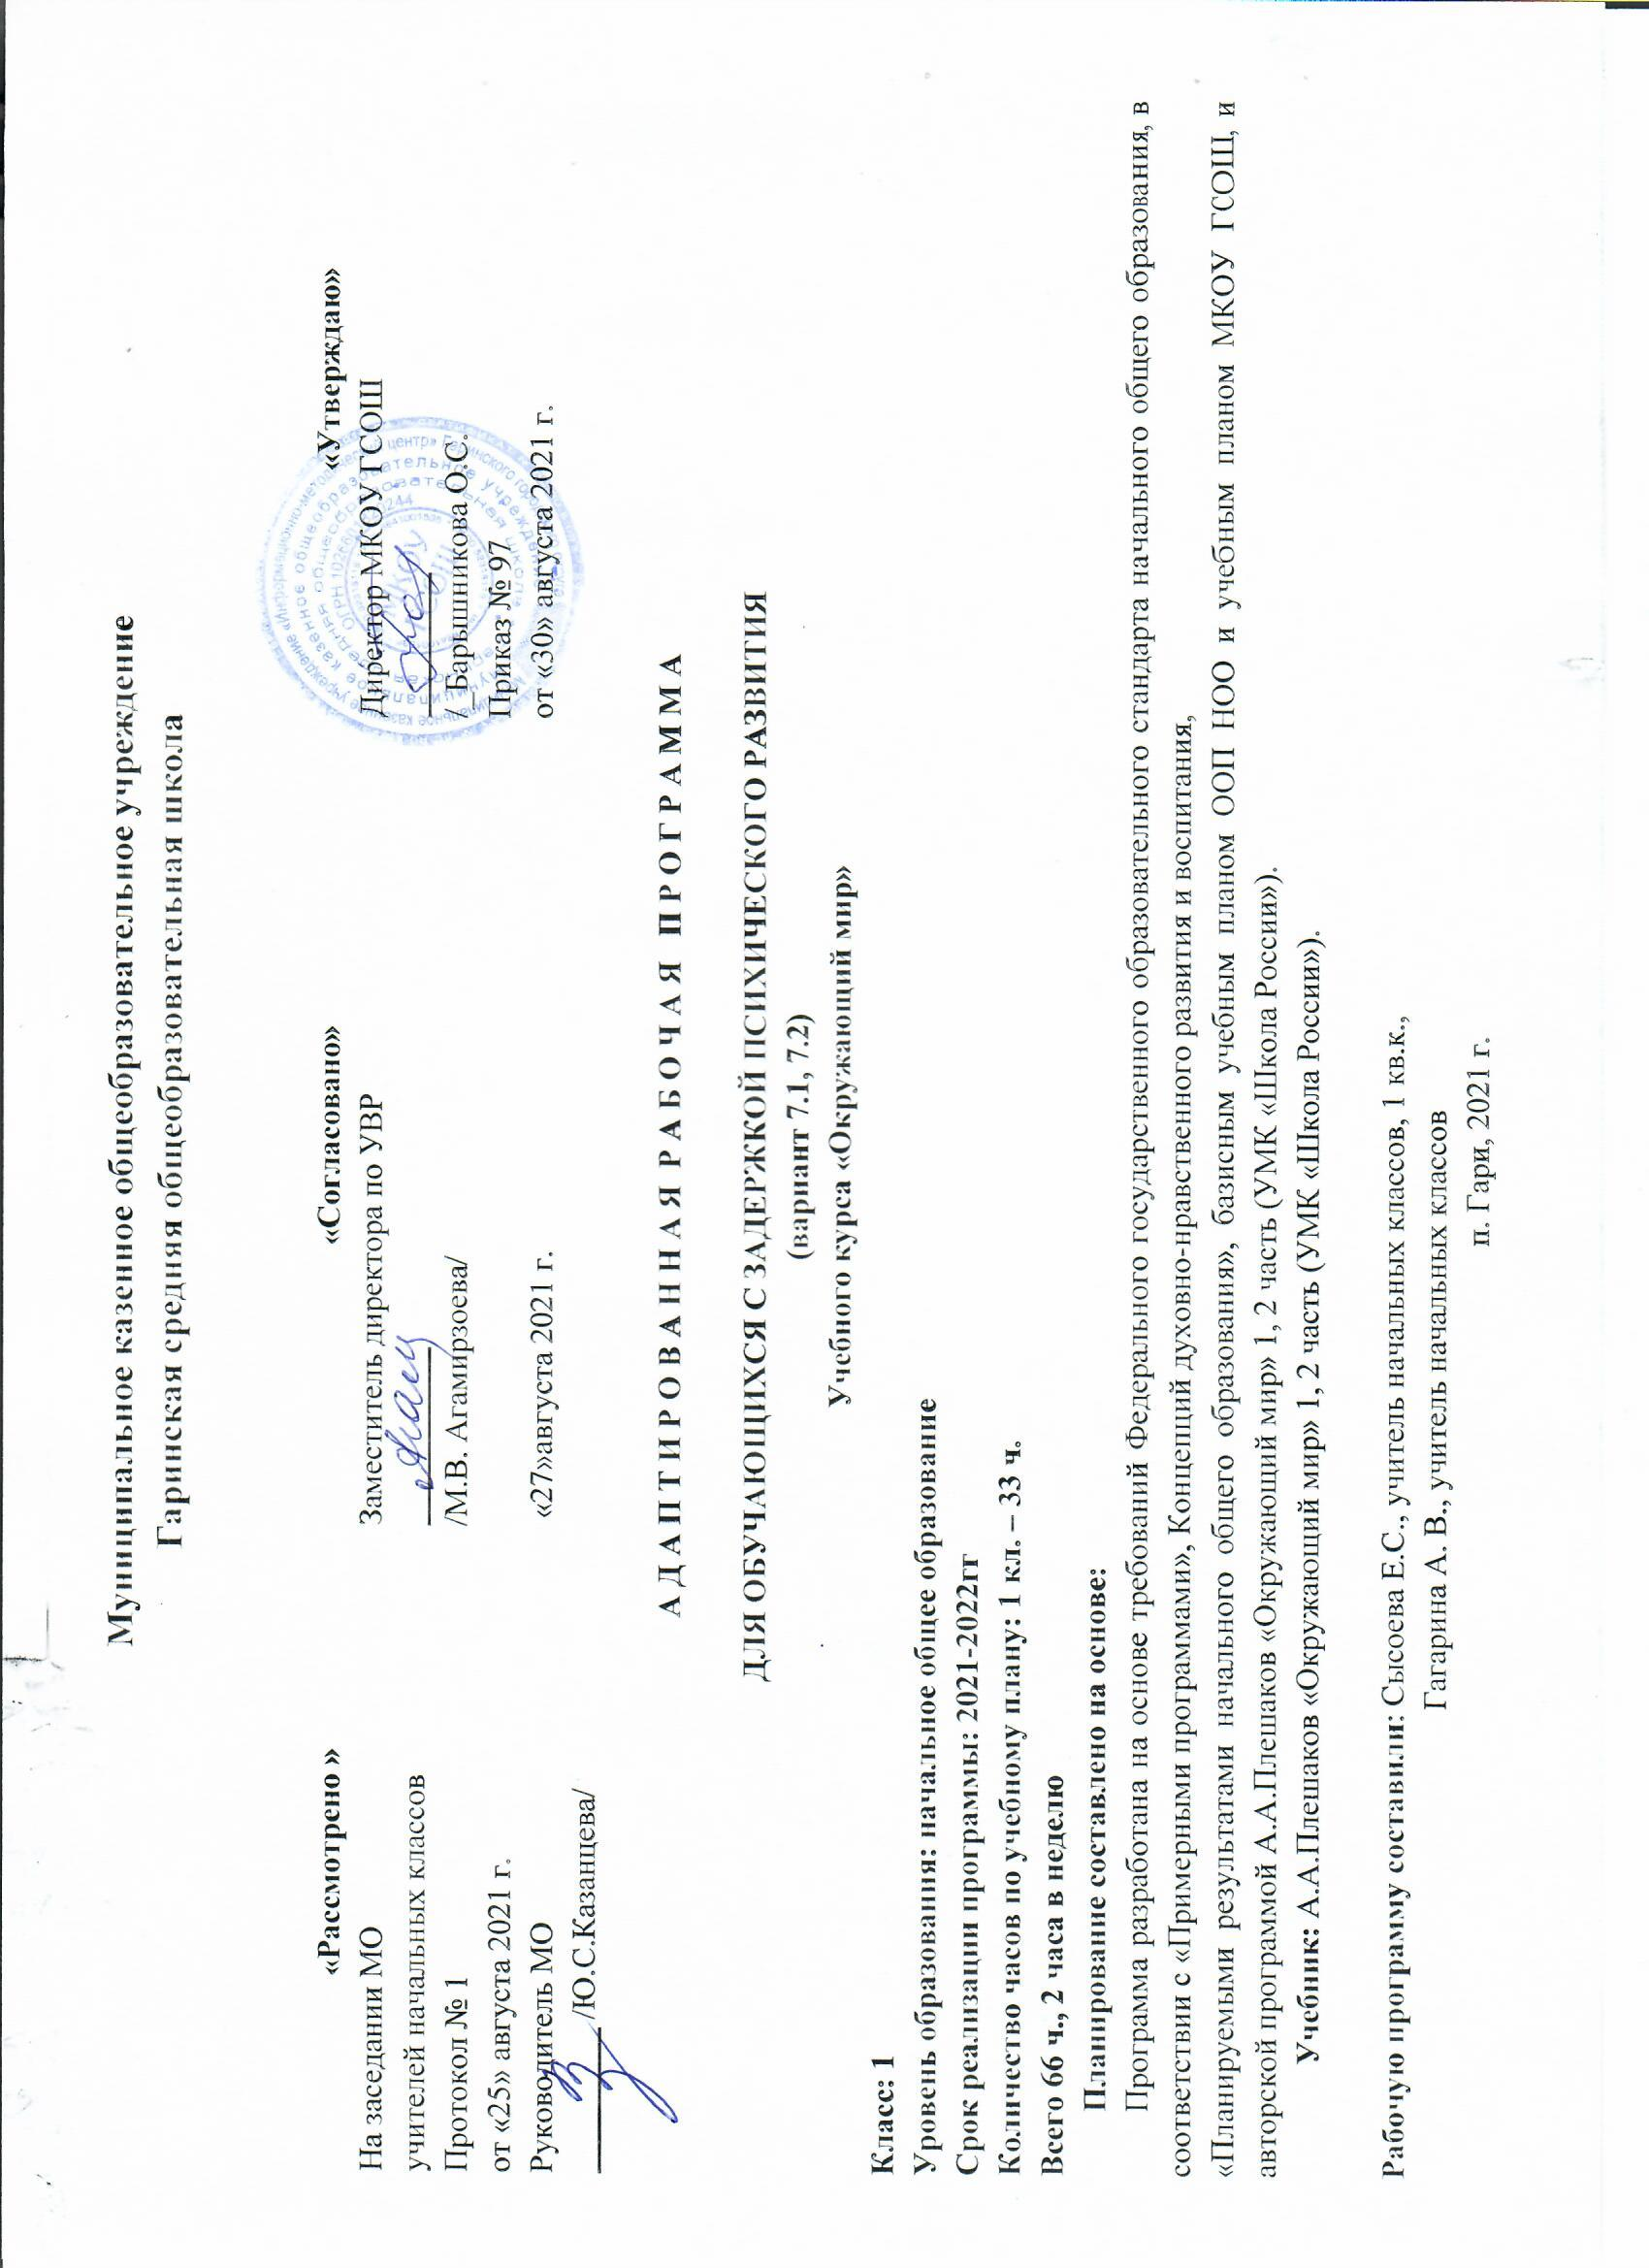 Муниципальное казенное общеобразовательное учреждение
Гаринская средняя общеобразовательная школа
«Рассмотрено »
На заседании МО
учителей начальных классов
Протокол № 1
от «25» августа 2021 г.
Руководитель МО
/Ю.С.Казанцева/
«Согласовано»
Заместитель директора по УВР
/М.В. Агамирзоева/
«27»августа 2021 г.
«Утверждаю»
Директор МКОУ ГСОШ
/_Барышникова О.С.
Приказ № 97
от «30» августа 2021 г.
А Д А П Т И Р О В А Н Н А Я Р А Б О Ч А Я П Р О Г Р А М М А
ДЛЯ ОБУЧАЮЩИХСЯ С ЗАДЕРЖКОЙ ПСИХИЧЕСКОГО РАЗВИТИЯ
(вариант 7.1, 7.2)
Учебного курса «Окружающий мир»
Класс: 1
Уровень образования: начальное общее образование
Срок реализации программы: 2021-2022гг
Количество часов по учебному плану: 1 кл. – 33 ч.
Всего 66 ч., 2 часа в неделю
Планирование составлено на основе:
Программа разработана на основе требований Федерального государственного образовательного стандарта начального общего образования, в
соответствии с «Примерными программами», Концепций духовно-нравственного развития и воспитания,
«Планируемыми результатами начального общего образования», базисным учебным планом ООП НОО и учебным планом МКОУ ГСОШ, и
авторской программой А.А.Плешаков «Окружающий мир» 1, 2 часть (УМК «Школа России»).
Учебник: А.А.Плешаков «Окружающий мир» 1, 2 часть (УМК «Школа России»).
Рабочую программу составили: Сысоева Е.С., учитель начальных классов, 1 кв.к.,
Гагарина А. В., учитель начальных классов
п. Гари, 2021 г.